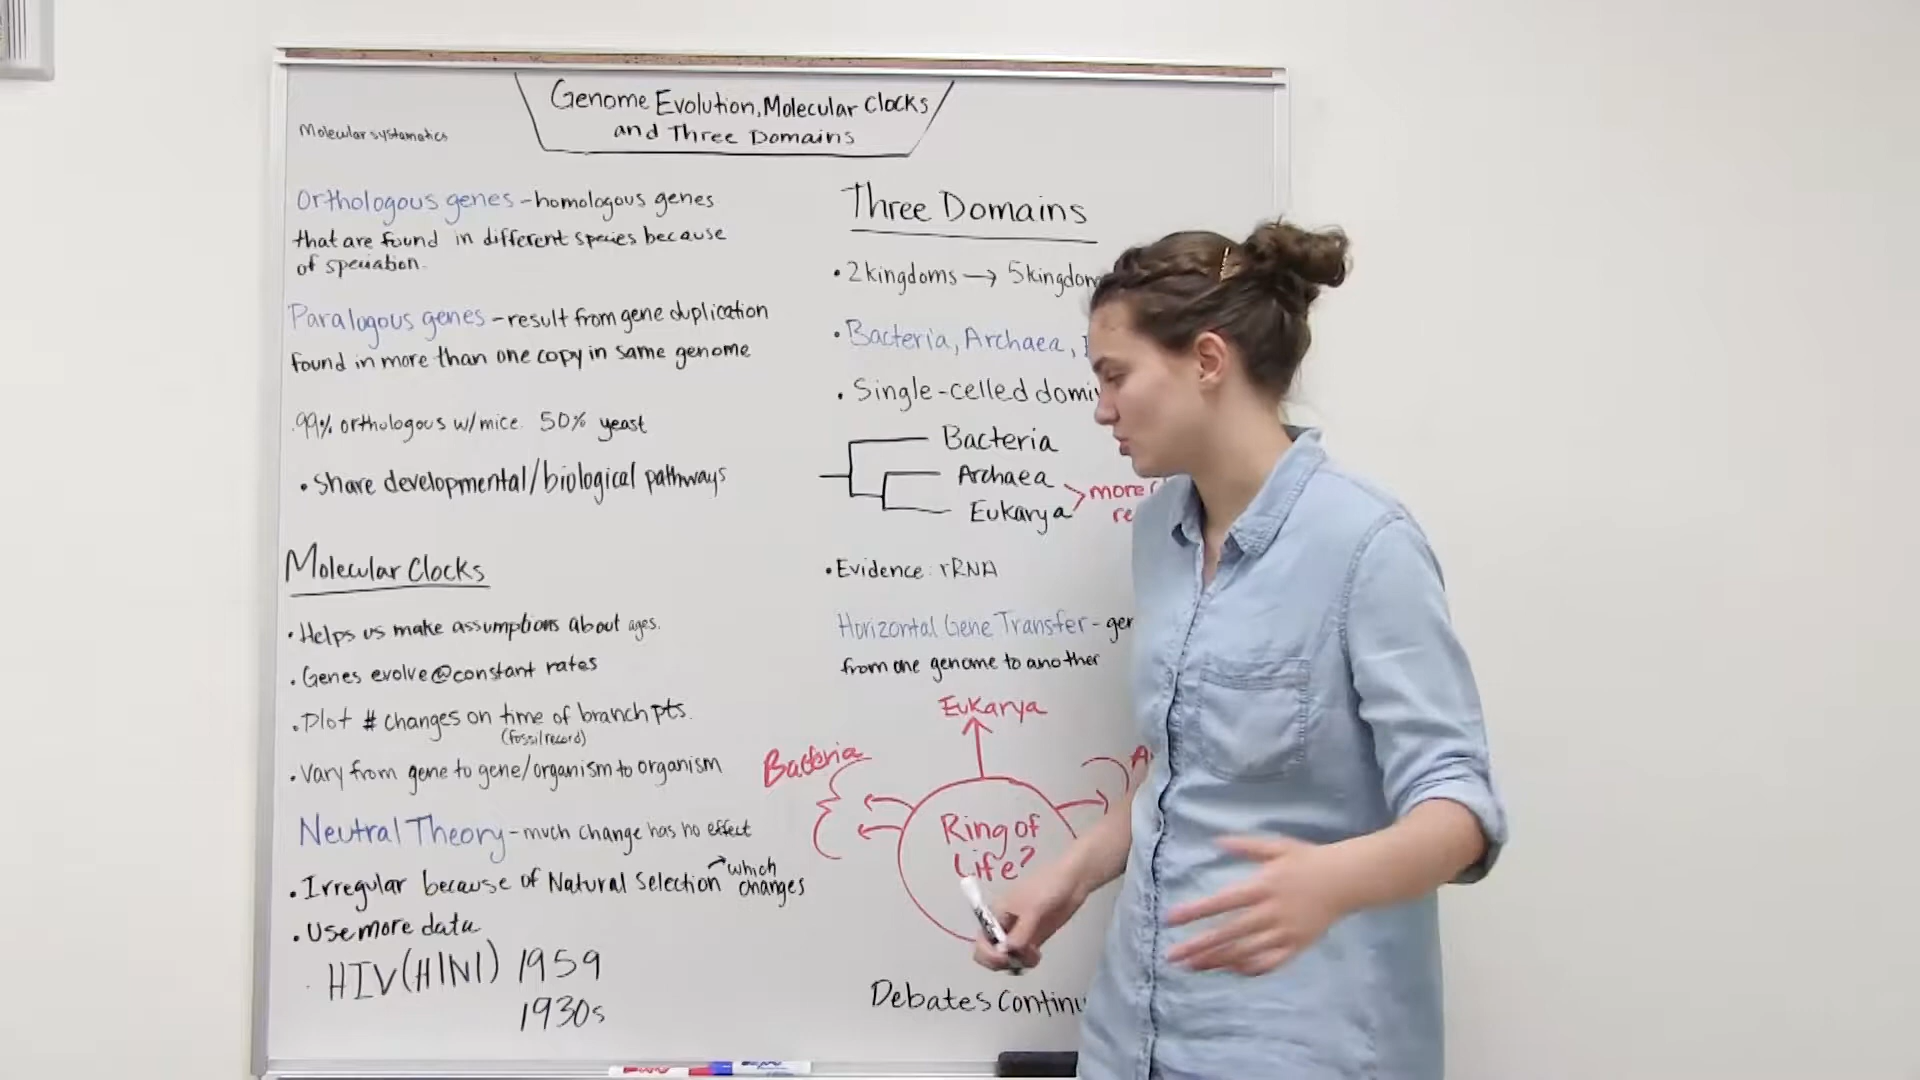 Genome Evolution, Molecular Clocks
and Three Domains
Molecular systamatics
Orthologous genes - homologous genes
that are found in different species because
of speciation.
Paralogous genes - result from gene duplication
found in more than one copy in same genome
99% orthologous w/mice. 50% yeast
• Share developmental/biological pathways
Molecular Clocks
• Helps us make assumptions about ages.
• Genes evolve @ constant rates
• Plot # changes on time of branch pts.
(fossil record)
• Vary from gene to gene/organism to organism
Neutral Theory - much change has no effect
• Irregular because of Natural Selection which
changes
• Use more data
HIV (H1N1) 1959
1930s
Three Domains
• 2 kingdoms → 5 kingdom
• Bacteria, Archaea,
• Single-celled
Bacteria
Archaea
Eukarya
more
• Evidence: rRNA
Horizontal Gene Transfer -
from one genome to another
Eukarya
Bacteria
Ring of
Life?
Debates